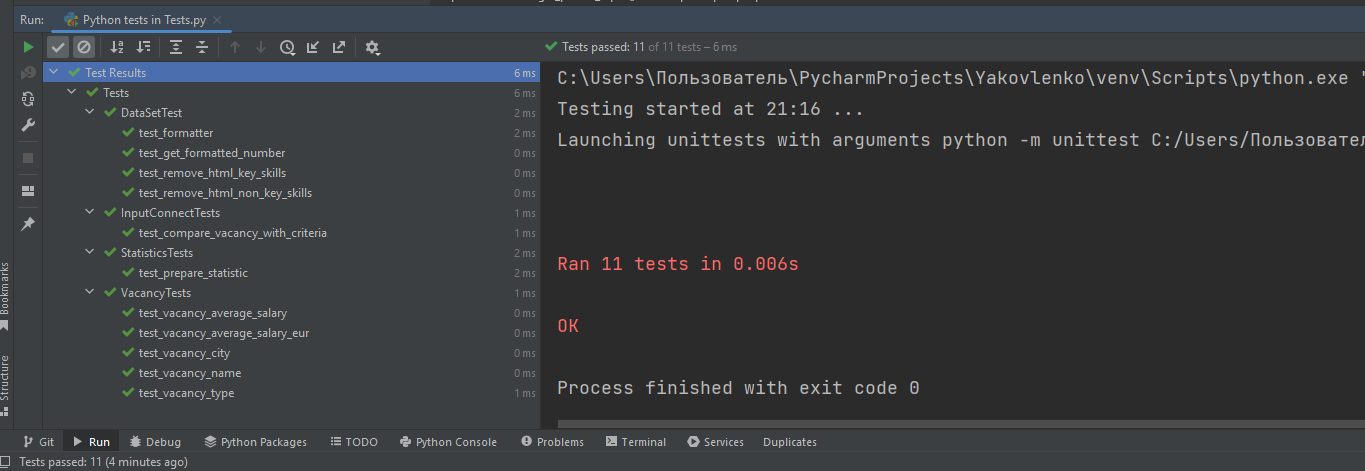 Run:
Python tests in Tests.py
Tests passed: 11 of 11 tests – 6 ms
Test Results 6 ms
Tests 6 ms
DataSetTest 2 ms
test_formatter 2 ms
test_get_formatted_number 0 ms
test_remove_html_key_skills 0 ms
test_remove_html_non_key_skills 0 ms
InputConnectTests 1 ms
test_compare_vacancy_with_criteria 1 ms
StatisticsTests 2 ms
test_prepare_statistic 2 ms
VacancyTests 1 ms
test_vacancy_average_salary 0 ms
test_vacancy_average_salary_eur 0 ms
test_vacancy_city 0 ms
test_vacancy_name 0 ms
test_vacancy_type 1 ms
C:\Users\Пользователь\PycharmProjects\Yakovlenko\venv\Scripts\python.exe
Testing started at 21:16 ...
Launching unittests with arguments python -m unittest C:/Users/Пользовател
Ran 11 tests in 0.006s
OK
Process finished with exit code 0
Bookmarks
Structure
Git Run Debug Python Packages TODO Python Console Problems Terminal Services Duplicates
Tests passed: 11 (4 minutes ago)